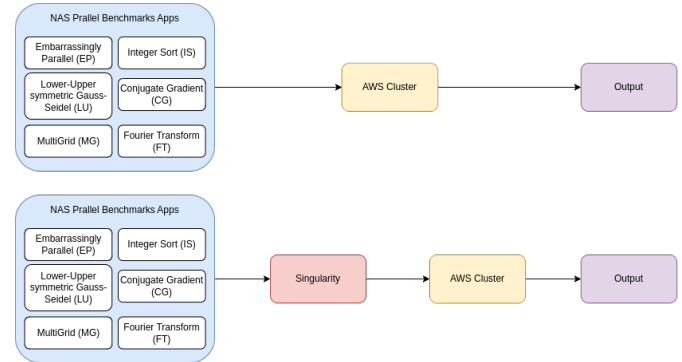 NAS Prallel Benchmarks Apps
Embarrassingly
Parallel (EP)
Integer Sort (IS)
Lower-Upper
symmetric Gauss-
Seidel (LU)
Conjugate Gradient
(CG)
MultiGrid (MG)
Fourier Transform
(FT)
AWS Cluster
Output
NAS Prallel Benchmarks Apps
Embarrassingly
Parallel (EP)
Integer Sort (IS)
Lower-Upper
symmetric Gauss-
Seidel (LU)
Conjugate Gradient
(CG)
MultiGrid (MG)
Fourier Transform
(FT)
Singularity
AWS Cluster
Output